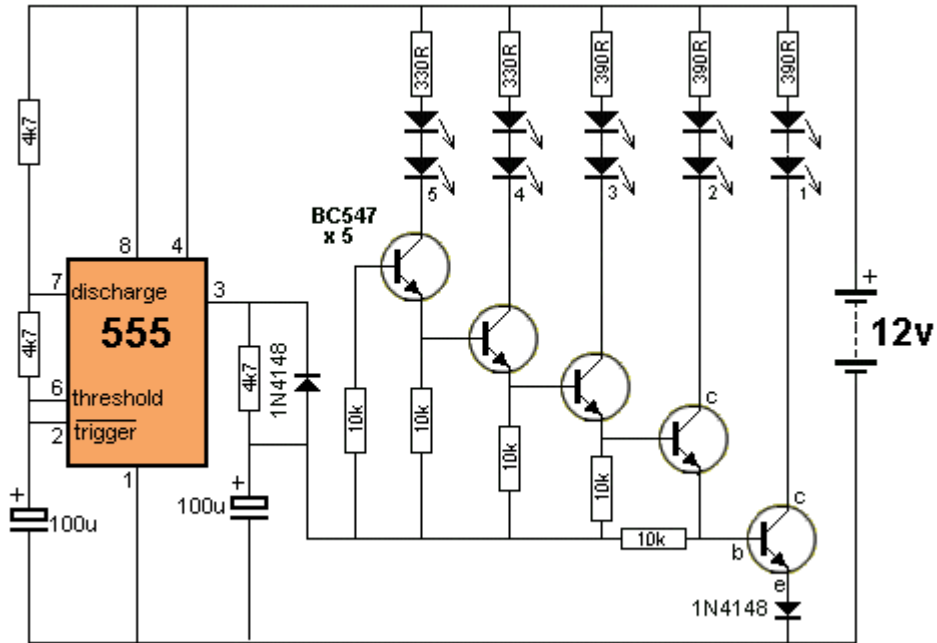 330R
330R
390R
390R
390R
4k7
5
4
3
2
1
BC547
x 5
8
4
+
7
discharge
3
555
12v
4k7
4k7
1N4148
6
threshold
2
trigger
10k
10k
10k
10k
c
1
+
100u
+
100u
c
10k
b
e
1N4148